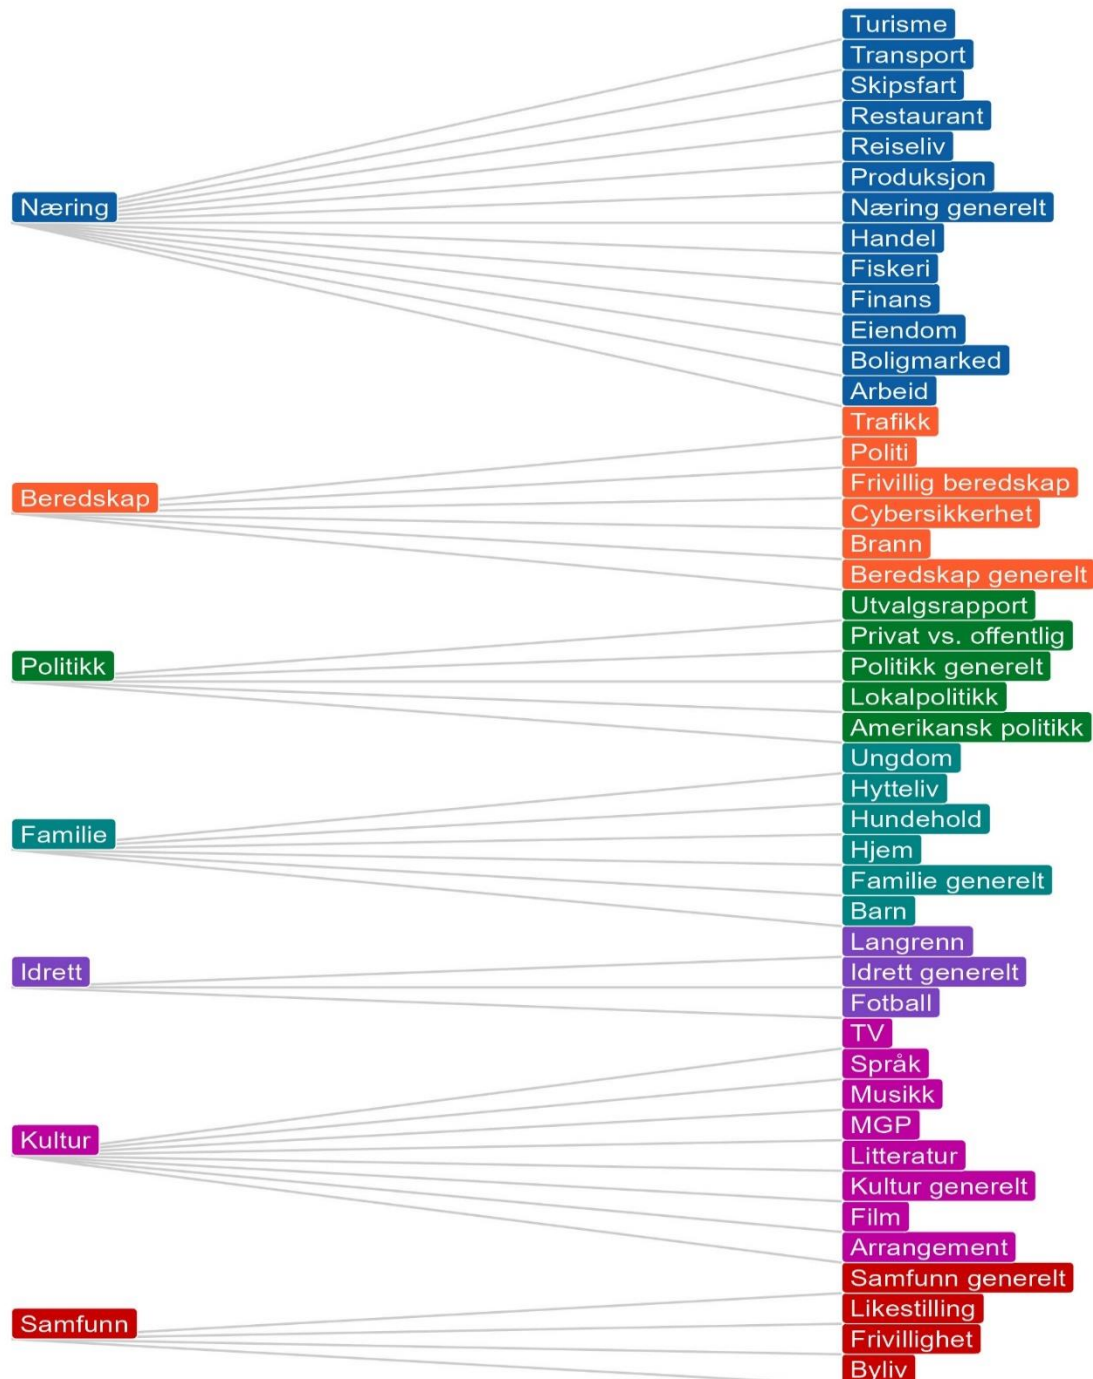 Næring
Turisme
Transport
Skipsfart
Restaurant
Reiseliv
Produksjon
Næring generelt
Handel
Fiskeri
Finans
Eiendom
Boligmarked
Arbeid
Beredskap
Trafikk
Politi
Frivillig beredskap
Cybersikkerhet
Brann
Beredskap generelt
Politikk
Utvalgsrapport
Privat vs. offentlig
Politikk generelt
Lokalpolitikk
Amerikansk politikk
Familie
Ungdom
Hytteliv
Hundehold
Hjem
Familie generelt
Barn
Idrett
Langrenn
Idrett generelt
Fotball
Kultur
TV
Språk
Musikk
MGP
Litteratur
Kultur generelt
Film
Arrangement
Samfunn
Samfunn generelt
Likestilling
Frivillighet
Byliv